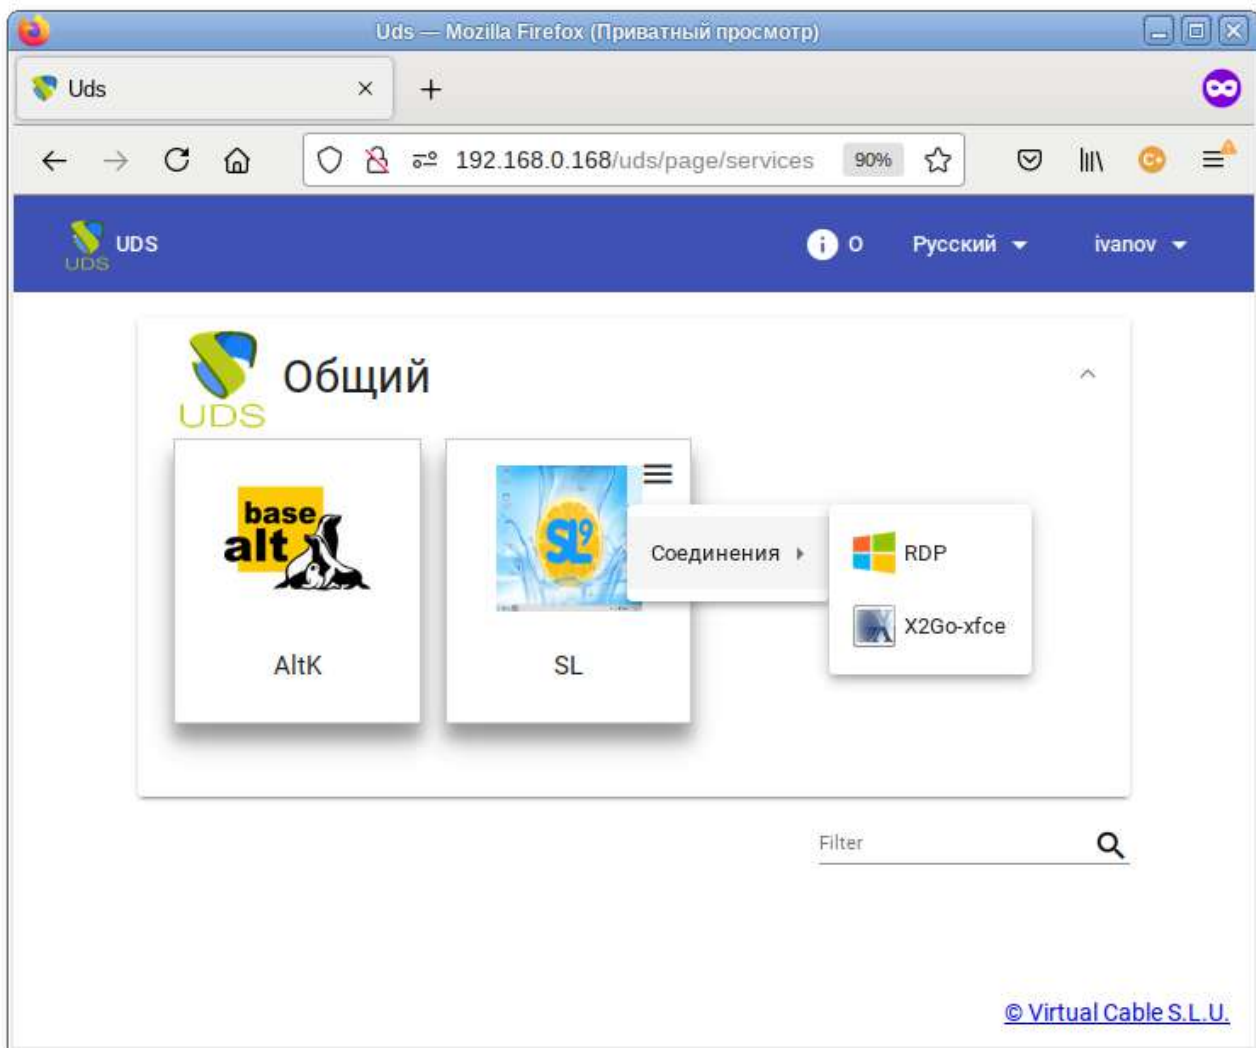 Uds — Mozilla Firefox (Приватный просмотр)
Uds
192.168.0.168/uds/page/services 90%
UDS UDS 0 Русский ivanov
UDS Общий
base alt SL9
Соединения RDP
X2Go-xfce
AltK SL
Filter
© Virtual Cable S.L.U.